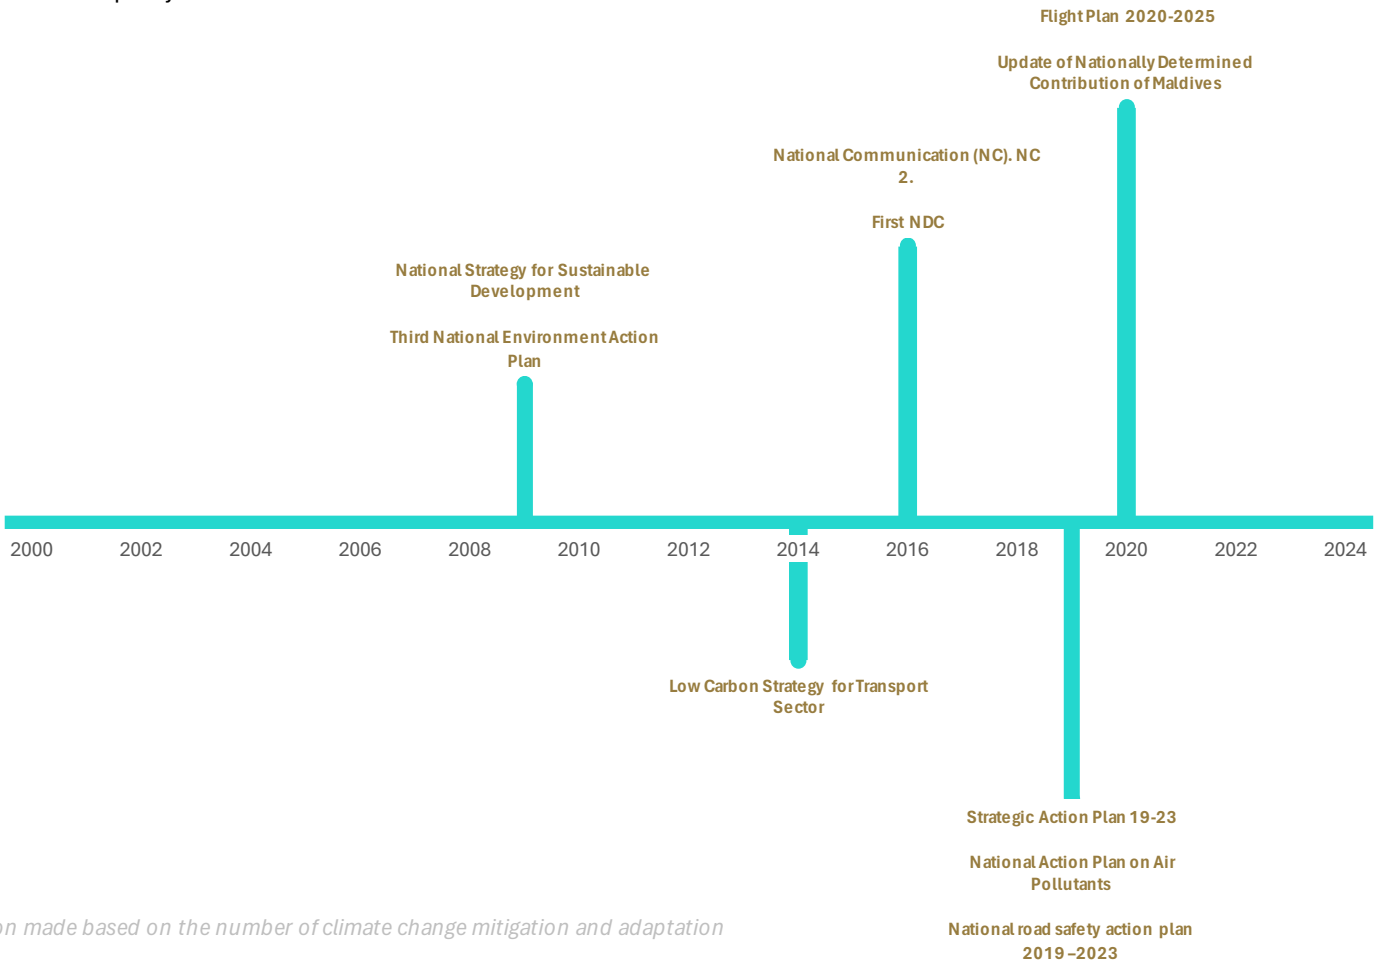 Flight Plan 2020-2025
Update of Nationally Determined
Contribution of Maldives
National Communication (NC). NC
2.
First NDC
National Strategy for Sustainable
Development
Third National Environment Action
Plan
2000 2002 2004 2006 2008 2010 2012 2014 2016 2018 2020 2022 2024
Low Carbon Strategy for Transport
Sector
Strategic Action Plan 19-23
National Action Plan on Air
Pollutants
National road safety action plan
2019–2023
made based on the number of climate change mitigation and adaptation